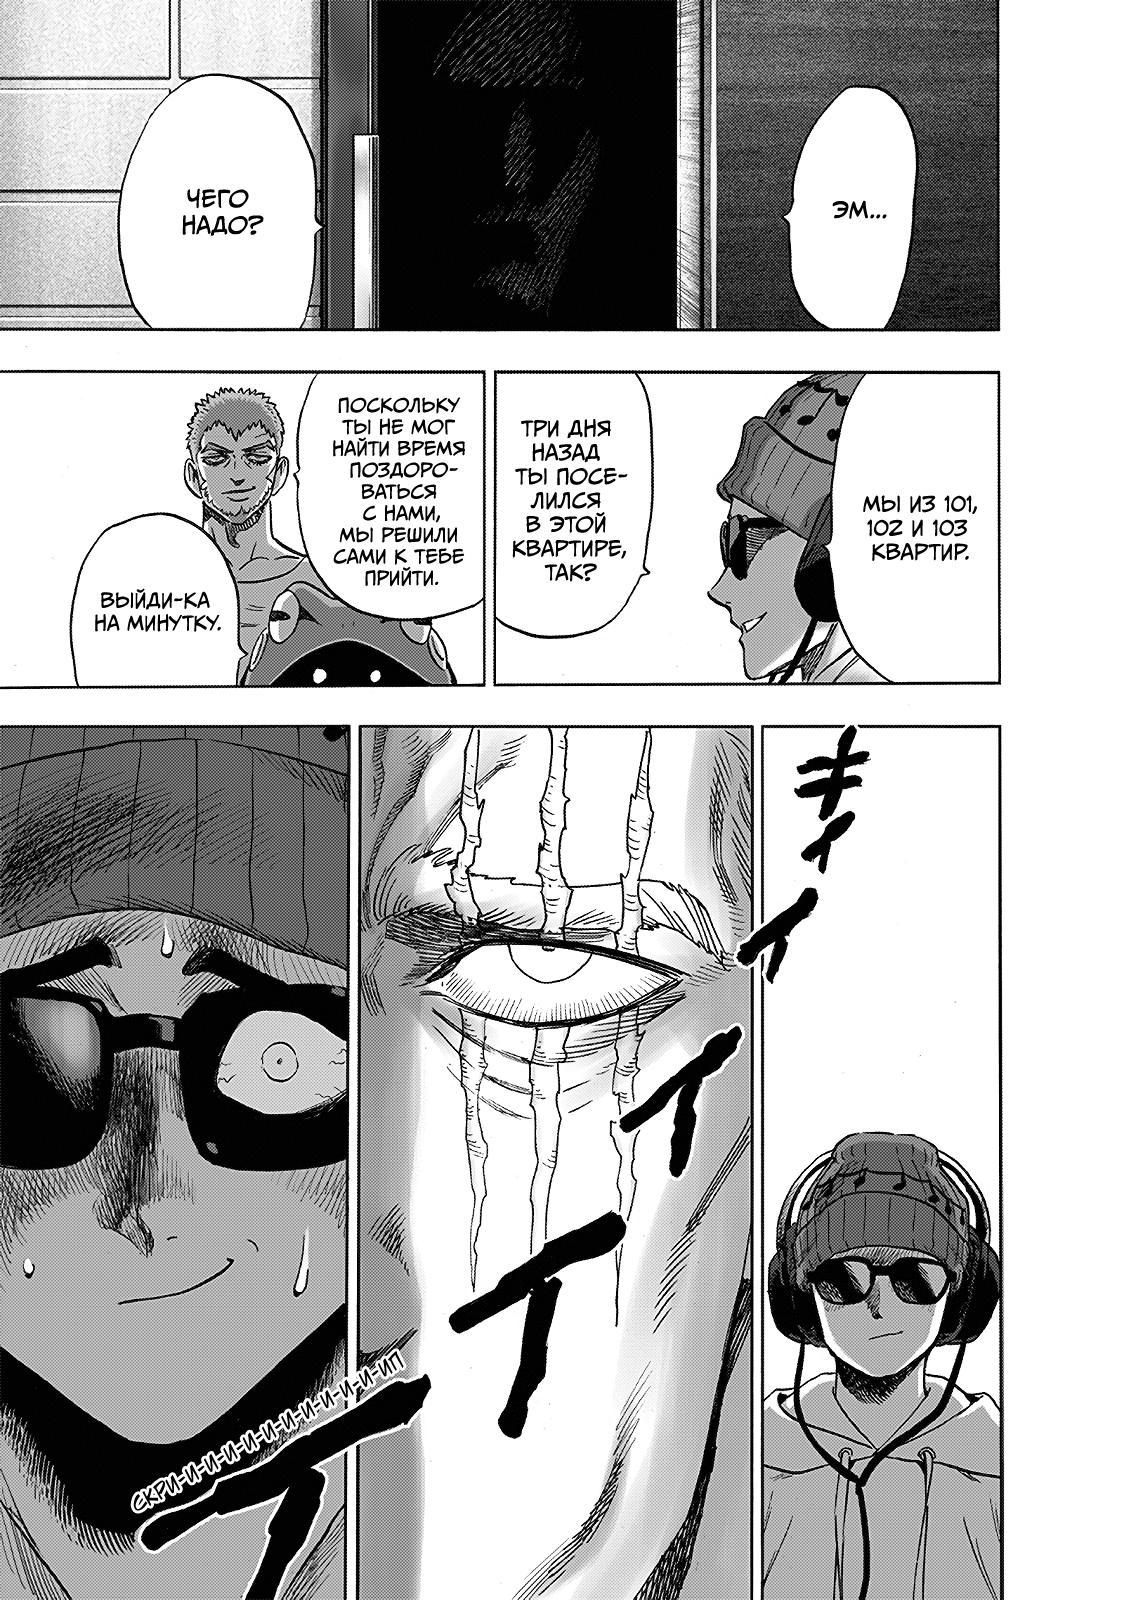 ЭМ...
ЧЕГО
НАДО?
МЫ ИЗ 101,
102 И 103
КВАРТИР.
ТРИ ДНЯ
НАЗАД
ТЫ ПОСЕ-
ЛИЛСЯ
В ЭТОЙ
КВАРТИРЕ,
ТАК?
ПОСКОЛЬКУ
ТЫ НЕ МОГ
НАЙТИ ВРЕМЯ
ПОЗДОРО-
ВАТЬСЯ
С НАМИ,
МЫ РЕШИЛИ
САМИ К ТЕБЕ
ПРИЙТИ.
ВЫЙДИ-КА
НА МИНУТКУ.
キィイィイィイ
СКРИ-И-И-И-И-И-И-И-И-И-ИП